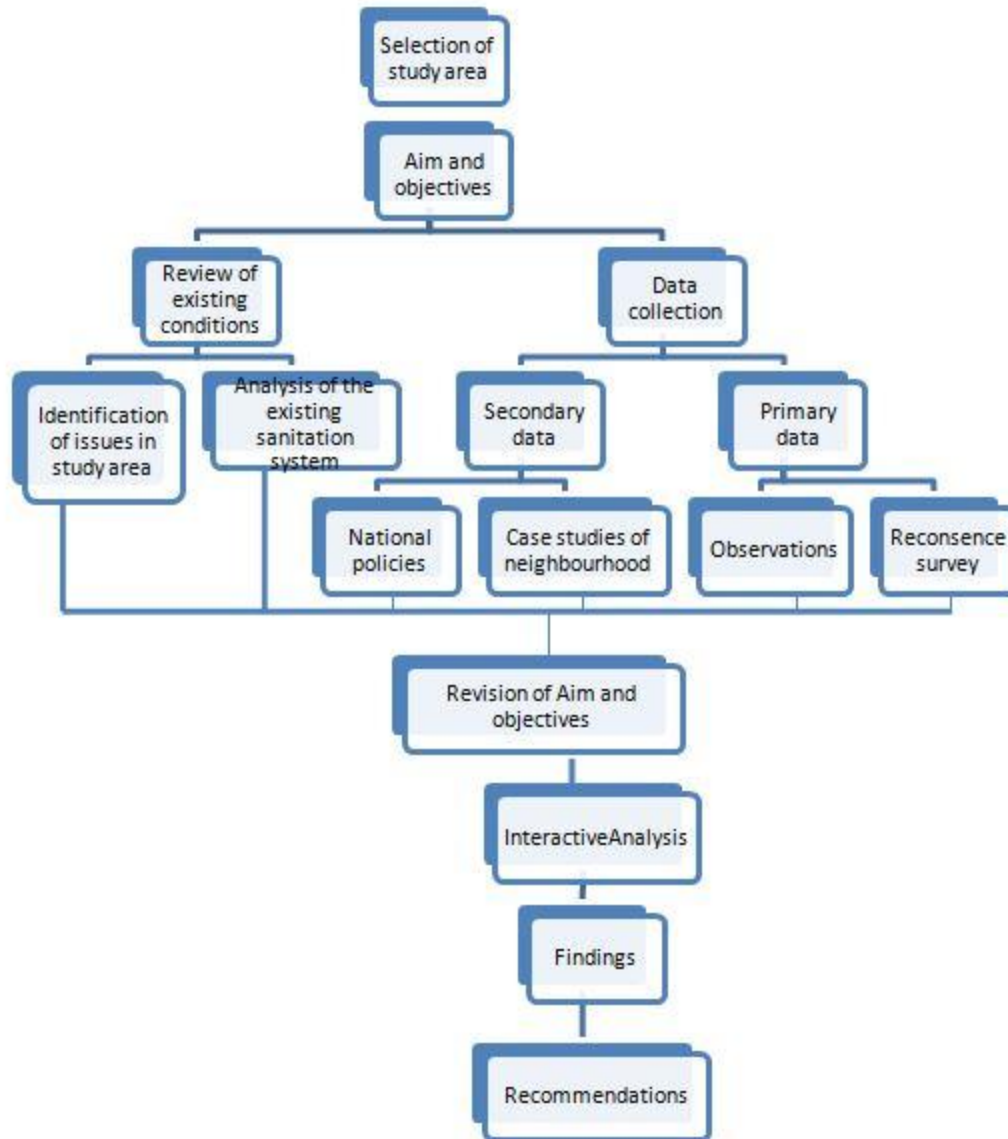 Selection of
study area
Aim and
objectives
Review of
existing
conditions
Data
collection
Identification
of issues in
study area
Analysis of the
existing
sanitation
system
Secondary
data
Primary
data
National
policies
Case studies of
neighbourhood
Observations
Reconsence
survey
Revision of Aim and
objectives
InteractiveAnalysis
Findings
Recommendations